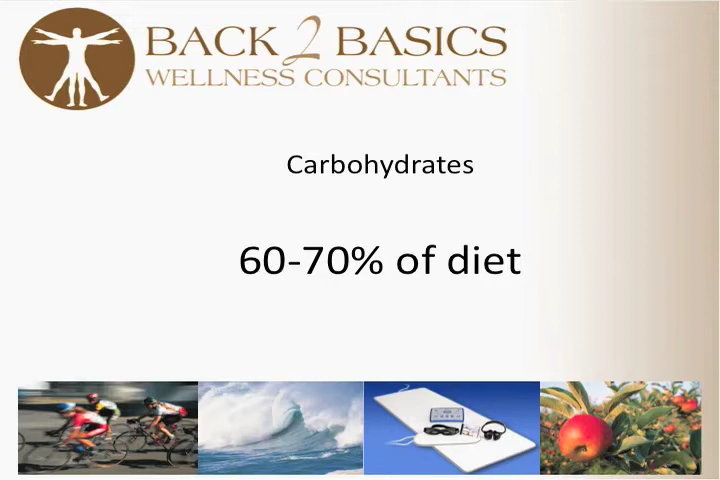 BACK 2 BASICS
WELLNESS CONSULTANTS
Carbohydrates
60-70% of diet